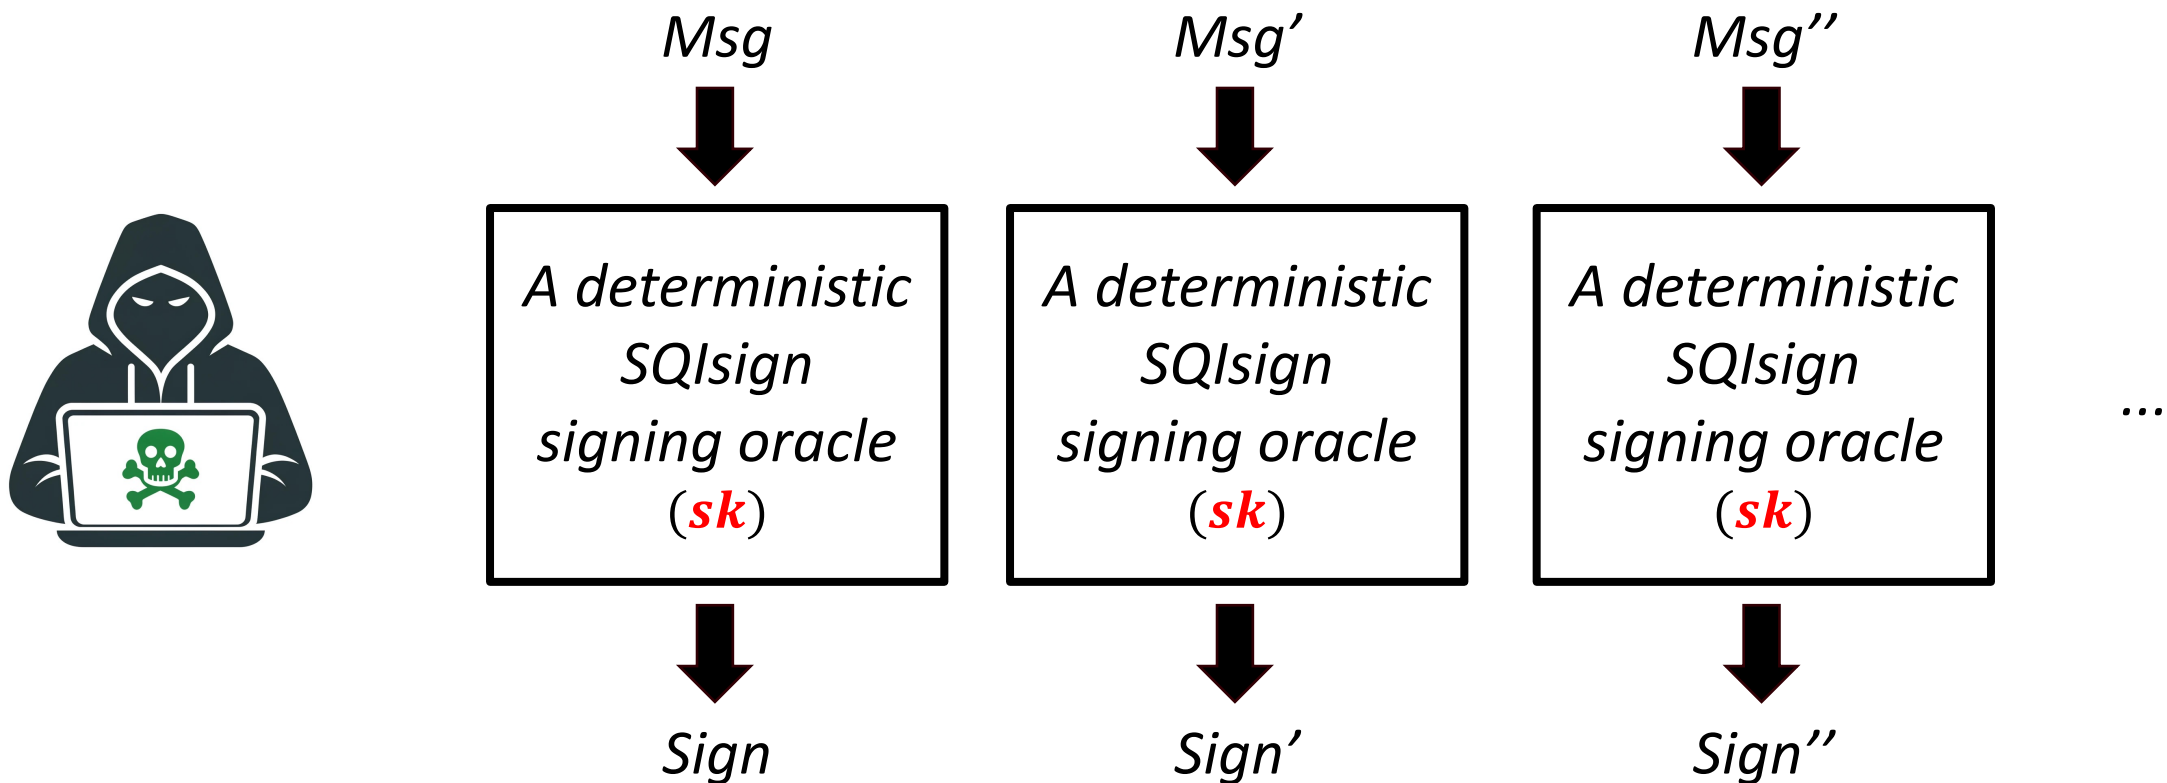 Msg
Msg’
Msg’’
A deterministic
SQIsign
signing oracle
(sk)
A deterministic
SQIsign
signing oracle
(sk)
A deterministic
SQIsign
signing oracle
(sk)
...
Sign
Sign’
Sign’’